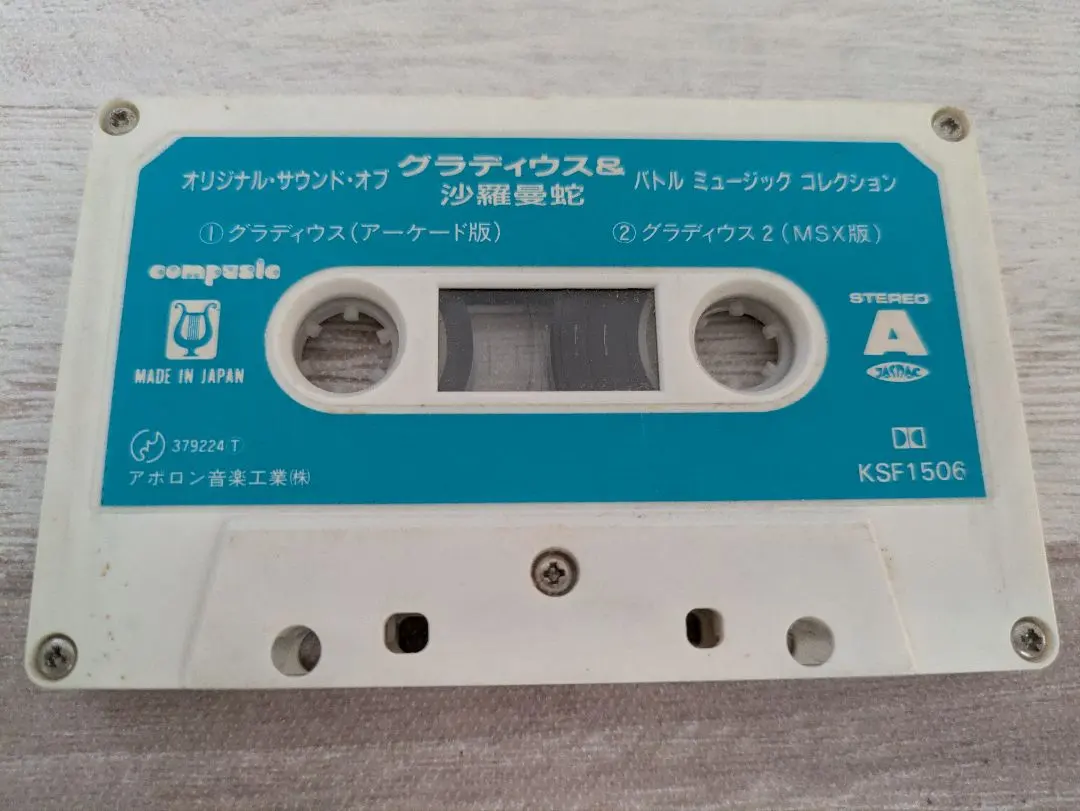 オリジナル・サウンド・オブ グラディウス& 沙羅曼蛇 バトル ミュージック コレクション
①グラディウス(アーケード版) ②グラディウス2(MSX版)
compusic
MADE IN JAPAN
STEREO
A
JASRAC
379224 T
アポロン音楽工業㈱
KSF1506